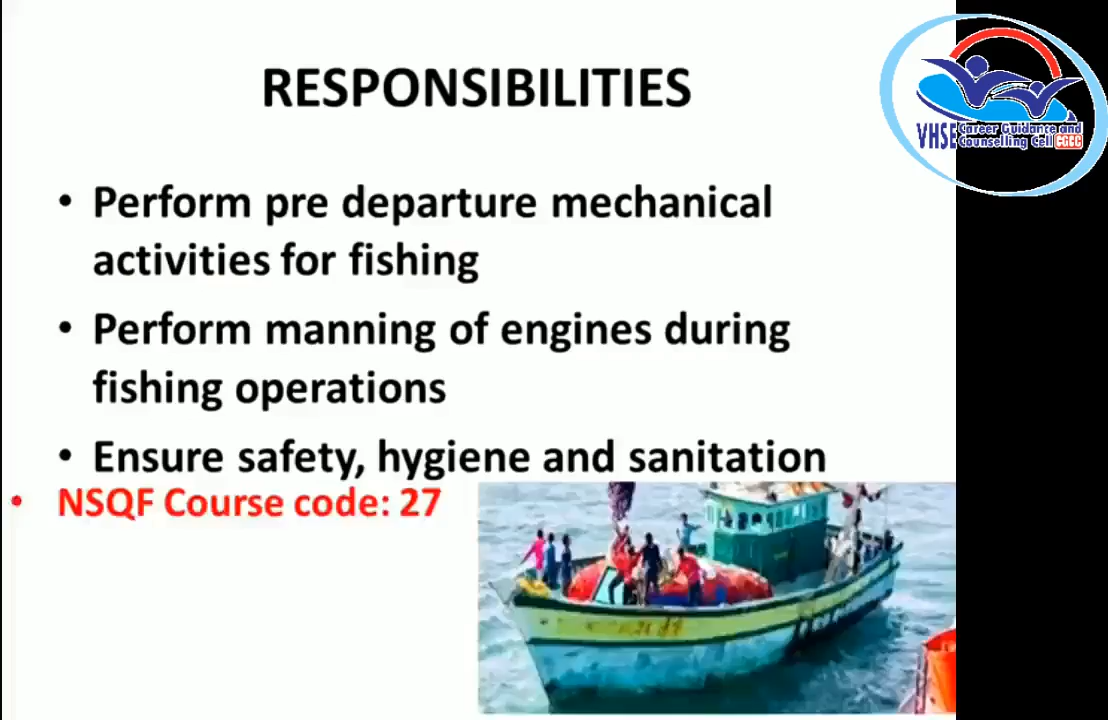 RESPONSIBILITIES
VHSE Career Guidance and
Counselling Cell CGCC
• Perform pre departure mechanical
activities for fishing
• Perform manning of engines during
fishing operations
• Ensure safety, hygiene and sanitation
• NSQF Course code: 27